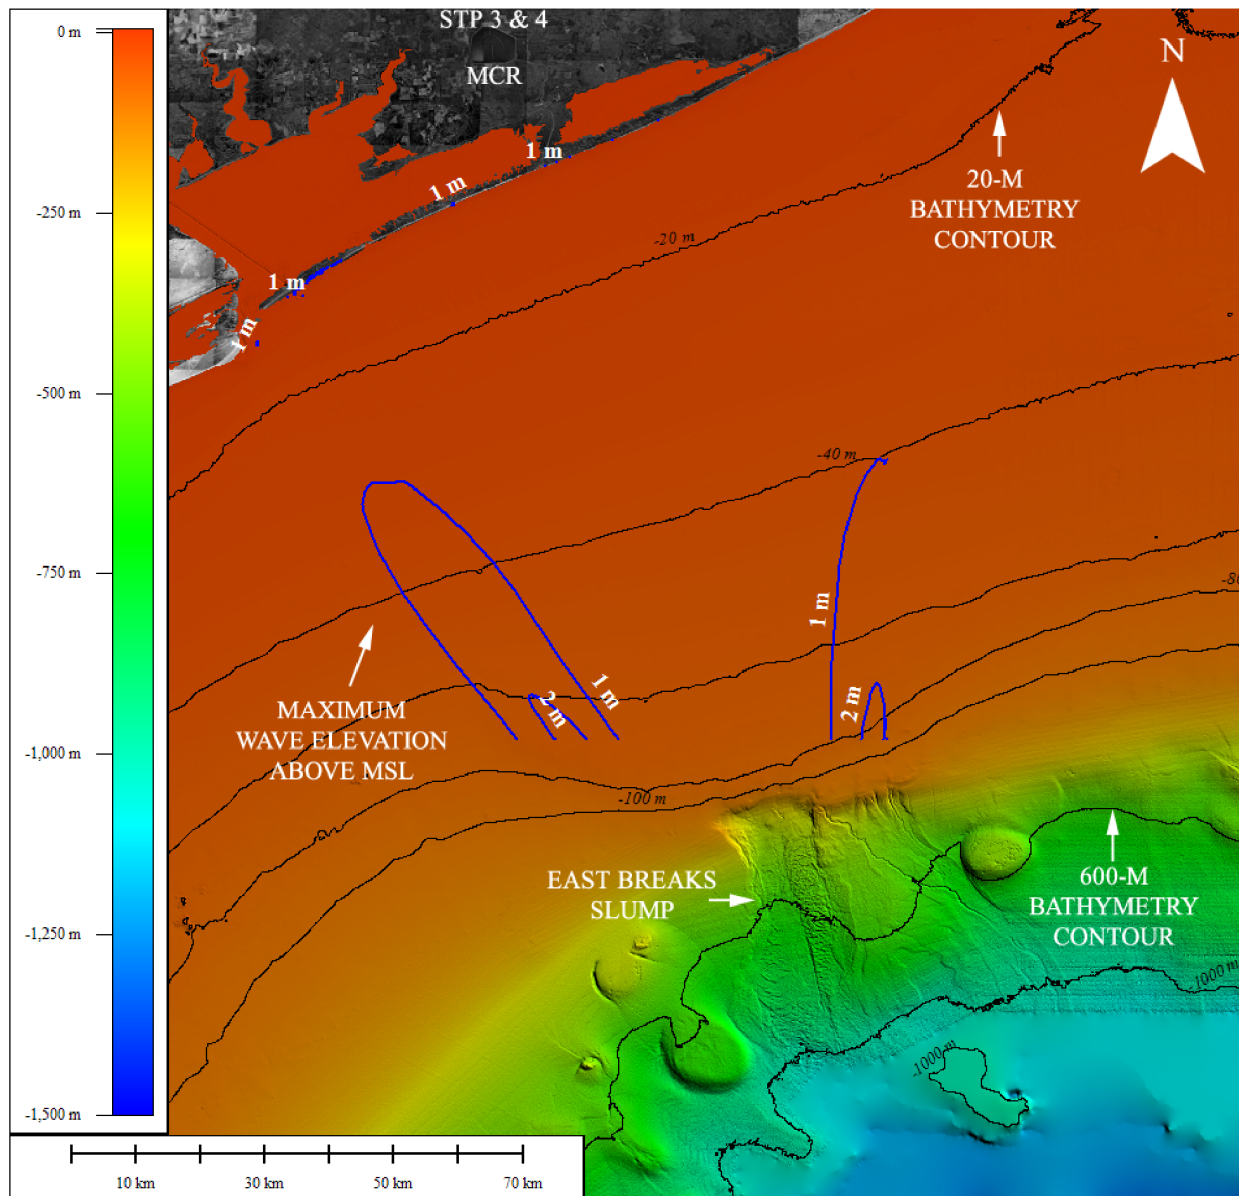 STP 3 & 4
MCR
N
0 m
-250 m
-500 m
-750 m
-1,000 m
-1,250 m
-1,500 m
1 m
1 m
1 m
1 m
20-M
BATHYMETRY
CONTOUR
-20 m
-40 m
-80
1 m
1 m
2 m
2 m
MAXIMUM
WAVE ELEVATION
ABOVE MSL
-100 m
EAST BREAKS
SLUMP
600-M
BATHYMETRY
CONTOUR
-1000 m
-1000 m
10 km
30 km
50 km
70 km